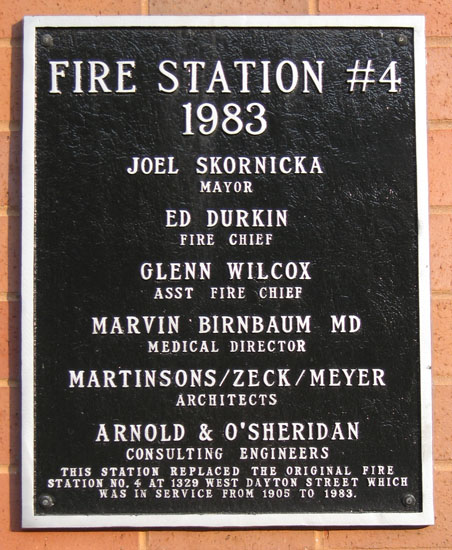 FIRE STATION #4
1983
JOEL SKORNICKA
MAYOR
ED DURKIN
FIRE CHIEF
GLENN WILCOX
ASST FIRE CHIEF
MARVIN BIRNBAUM MD
MEDICAL DIRECTOR
MARTINSONS/ZECK/MEYER
ARCHITECTS
ARNOLD & O'SHERIDAN
CONSULTING ENGINEERS
THIS STATION REPLACED THE ORIGINAL FIRE
STATION NO. 4 AT 1329 WEST DAYTON STREET WHICH
WAS IN SERVICE FROM 1905 TO 1983.